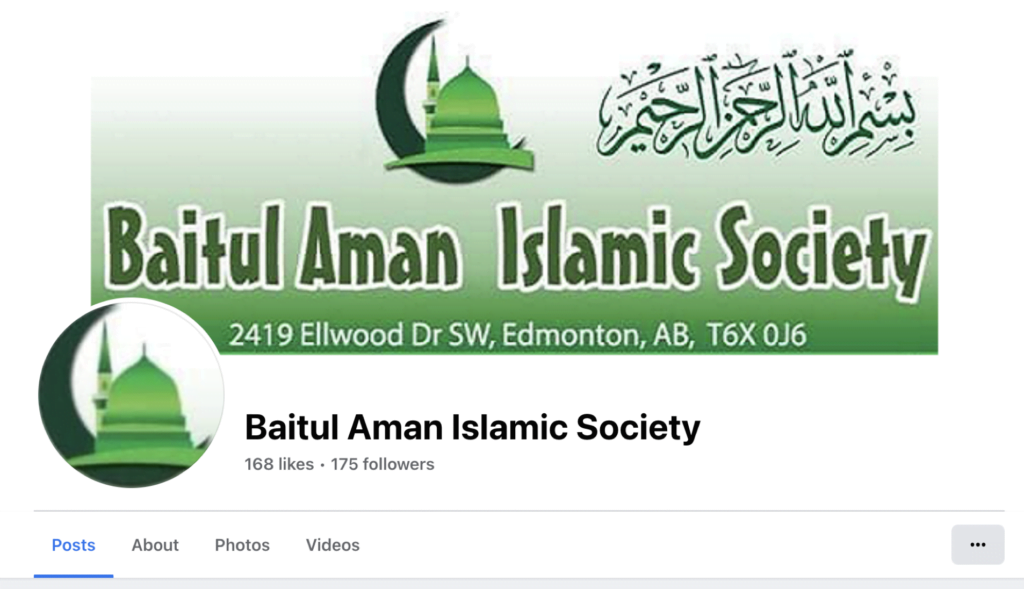 بسم الله الرحمن الرحيم
Baitul Aman Islamic Society
2419 Ellwood Dr SW, Edmonton, AB, T6X 0J6
Baitul Aman Islamic Society
168 likes • 175 followers
Posts About Photos Videos